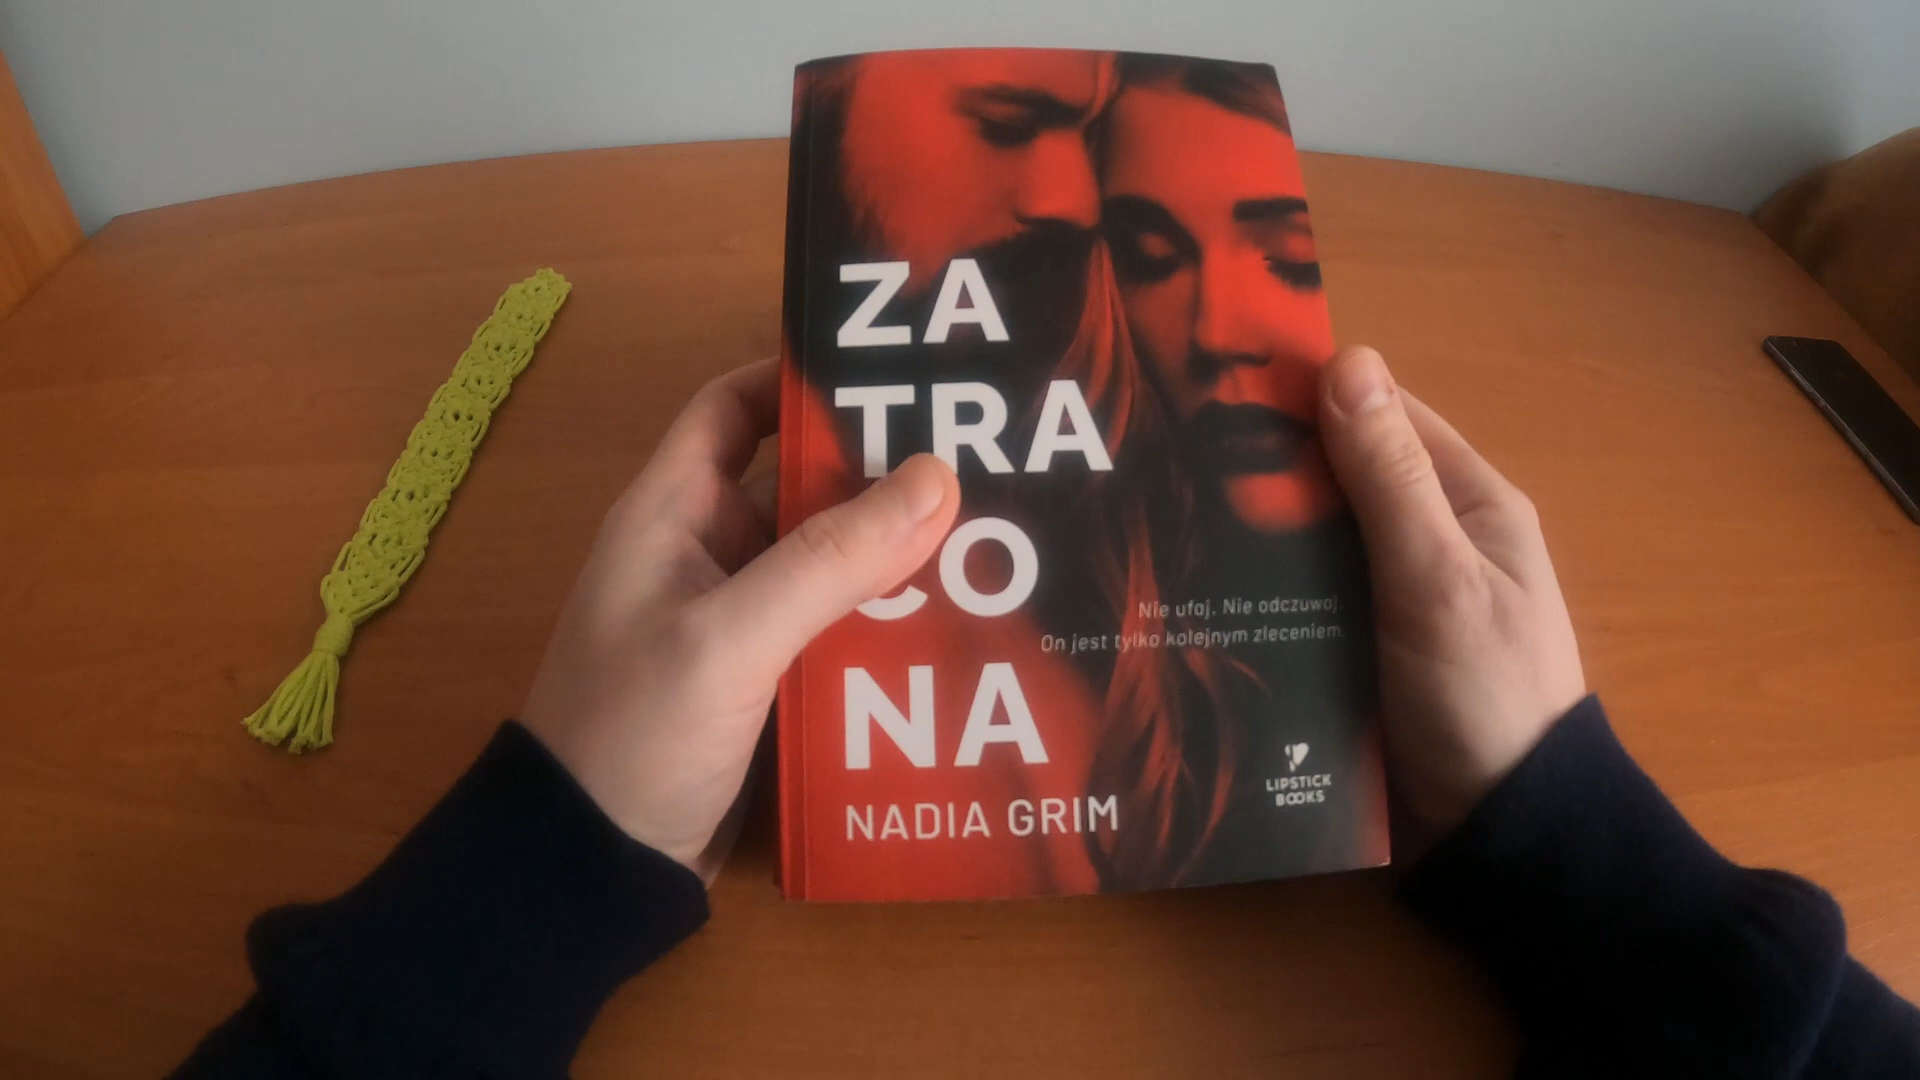 ZA
TRA
CO
NA
Nie ufaj. Nie odczuwaj.
On jest tylko kolejnym zleceniem.
NADIA GRIM
LIPSTICK
BOOKS